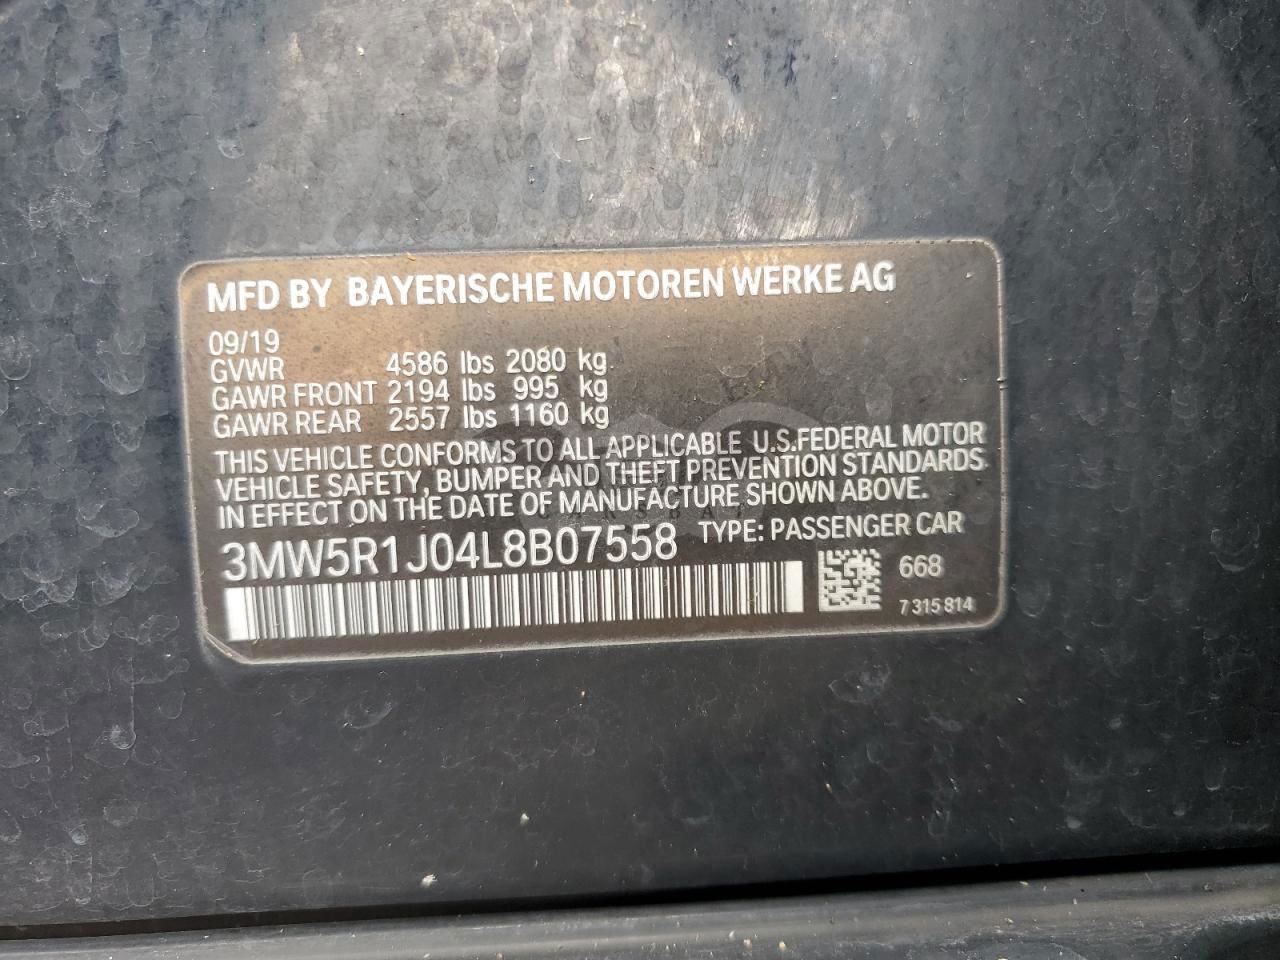 MFD BY BAYERISCHE MOTOREN WERKE AG
09/19
GVWR 4586 lbs 2080 kg
GAWR FRONT 2194 lbs 995 kg
GAWR REAR 2557 lbs 1160 kg
THIS VEHICLE CONFORMS TO ALL APPLICABLE U.S.FEDERAL MOTOR
VEHICLE SAFETY, BUMPER AND THEFT PREVENTION STANDARDS
IN EFFECT ON THE DATE OF MANUFACTURE SHOWN ABOVE.
3MW5R1J04L8B07558 TYPE: PASSENGER CAR
668
7 315 814